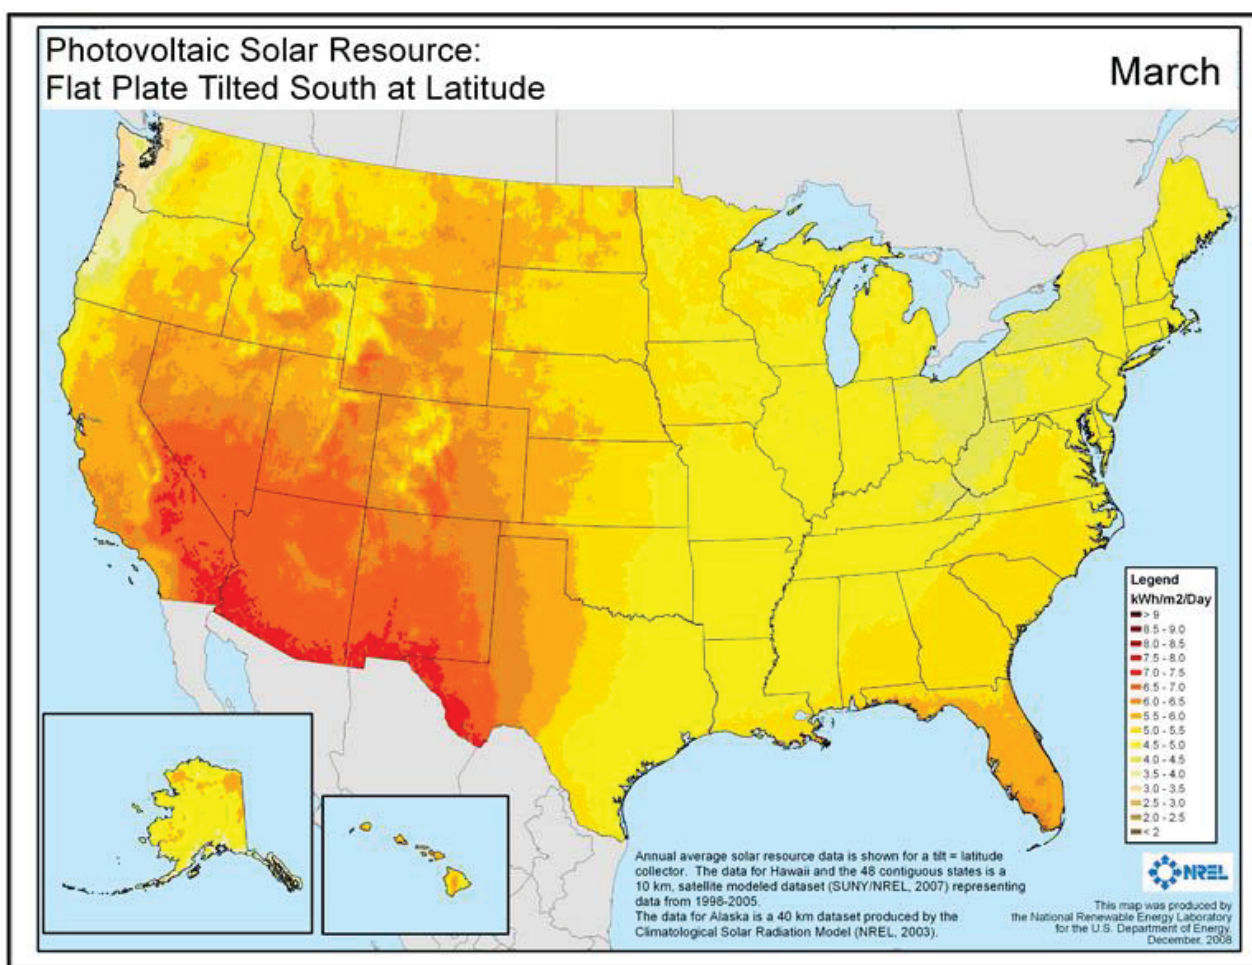 Photovoltaic Solar Resource:
Flat Plate Tilted South at Latitude
March
Legend
kWh/m2/Day
> 9
8.5 - 9.0
8.0 - 8.5
7.5 - 8.0
7.0 - 7.5
6.5 - 7.0
6.0 - 6.5
5.5 - 6.0
5.0 - 5.5
4.5 - 5.0
4.0 - 4.5
3.5 - 4.0
3.0 - 3.5
2.5 - 3.0
2.0 - 2.5
< 2
Annual average solar resource data is shown for a tilt = latitude
collector. The data for Hawaii and the 48 contiguous states is a
10 km, satellite modeled dataset (SUNY/NREL, 2007) representing
data from 1998-2005.
The data for Alaska is a 40 km dataset produced by the
Climatological Solar Radiation Model (NREL, 2003).
NREL
This map was produced by
the National Renewable Energy Laboratory
for the U.S. Department of Energy.
December, 2008